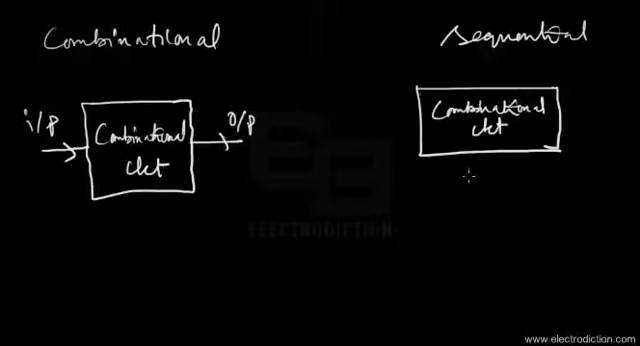 Combinational
Sequential
i/p
Combinational
ckt
o/p
Combinational
ckt
ELECTRODICTION
www.electrodiction.com